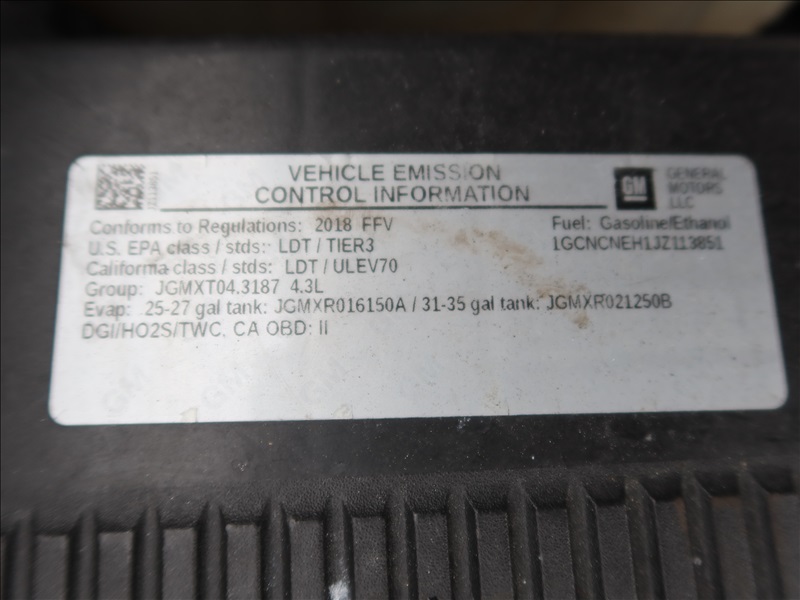 VEHICLE EMISSION
CONTROL INFORMATION
GM
GENERAL
MOTORS
LLC
Conforms to Regulations: 2018 FFV
Fuel: Gasoline/Ethanol
U.S. EPA class / stds: LDT / TIER3
1GCNCNEH1JZ113851
California class / stds: LDT / ULEV70
Group: JGMXT04.3187 4.3L
Evap: 25-27 gal tank: JGMXR016150A / 31-35 gal tank: JGMXR021250B
DGI/HO2S/TWC, CA OBD: II